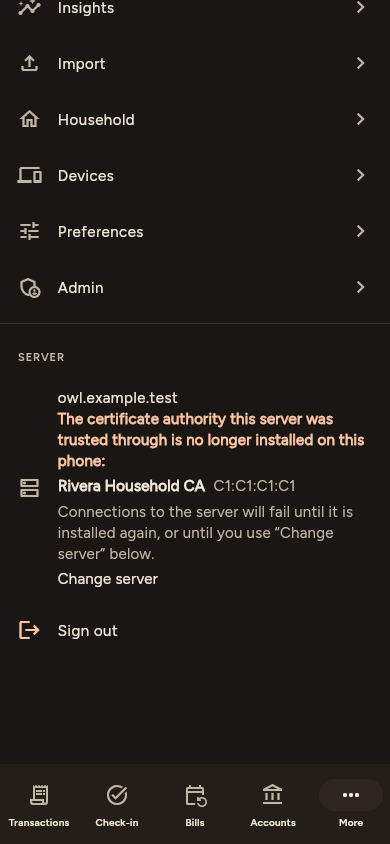 Insights
Import
Household
Devices
Preferences
Admin
SERVER
owl.example.test
The certificate authority this server was
trusted through is no longer installed on this
phone:
Rivera Household CA C1:C1:C1:C1
Connections to the server will fail until it is
installed again, or until you use “Change
server” below.
Change server
Sign out
Transactions Check-in Bills Accounts More